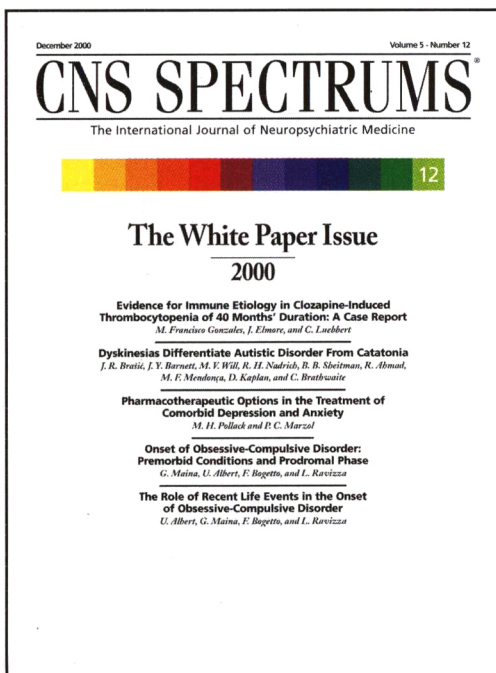 December 2000
Volume 5 - Number 12
CNS SPECTRUMS®
The International Journal of Neuropsychiatric Medicine
12
The White Paper Issue
2000
Evidence for Immune Etiology in Clozapine-Induced
Thrombocytopenia of 40 Months' Duration: A Case Report
M. Francisco Gonzales, J. Elmore, and C. Luebbert
Dyskinesias Differentiate Autistic Disorder From Catatonia
J. R. Brašić, J. Y. Barnett, M. V. Will, R. H. Nadrich, B. B. Sheitman, R. Ahmad,
M. F. Mendonça, D. Kaplan, and C. Brathwaite
Pharmacotherapeutic Options in the Treatment of
Comorbid Depression and Anxiety
M. H. Pollack and P. C. Marzol
Onset of Obsessive-Compulsive Disorder:
Premorbid Conditions and Prodromal Phase
G. Maina, U. Albert, F. Bogetto, and L. Ravizza
The Role of Recent Life Events in the Onset
of Obsessive-Compulsive Disorder
U. Albert, G. Maina, F. Bogetto, and L. Ravizza